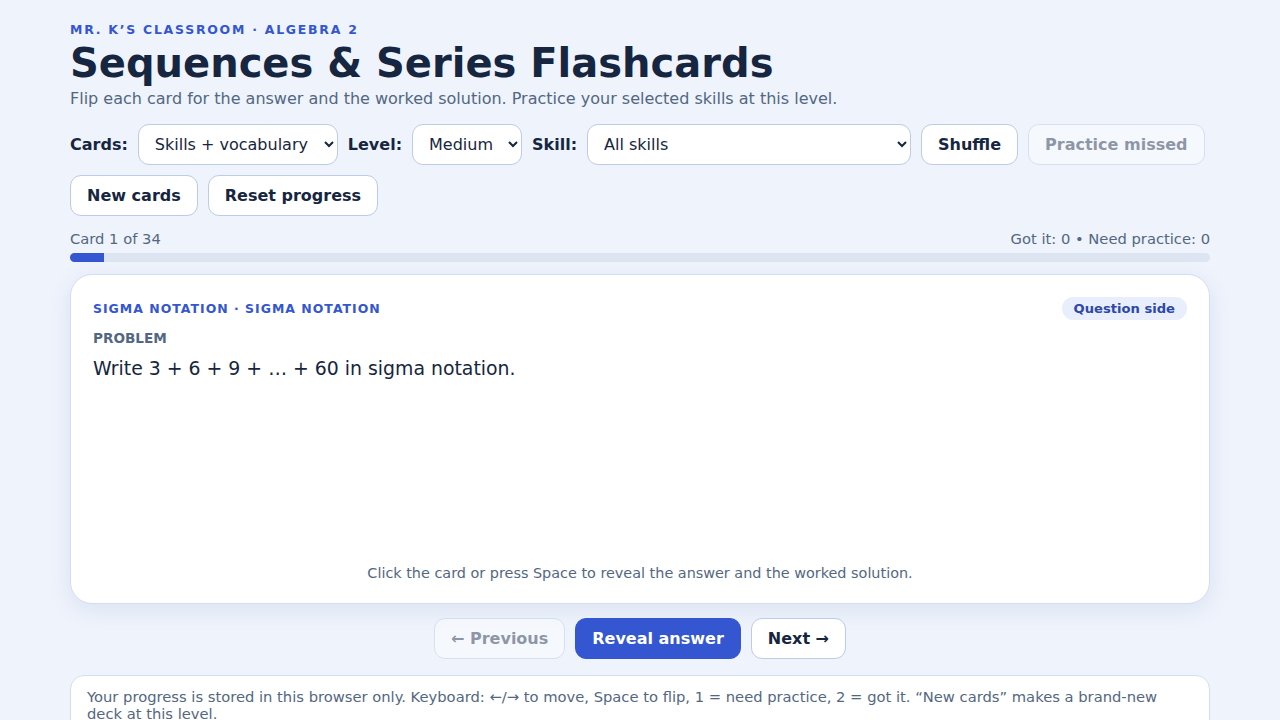 MR. K’S CLASSROOM · ALGEBRA 2
Sequences & Series Flashcards
Flip each card for the answer and the worked solution. Practice your selected skills at this level.
Cards: Skills + vocabulary Level: Medium Skill: All skills Shuffle Practice missed
New cards Reset progress
Card 1 of 34 Got it: 0 • Need practice: 0
SIGMA NOTATION · SIGMA NOTATION Question side
PROBLEM
Write 3 + 6 + 9 + … + 60 in sigma notation.
Click the card or press Space to reveal the answer and the worked solution.
← Previous Reveal answer Next →
Your progress is stored in this browser only. Keyboard: ←/→ to move, Space to flip, 1 = need practice, 2 = got it. “New cards” makes a brand-new
deck at this level.